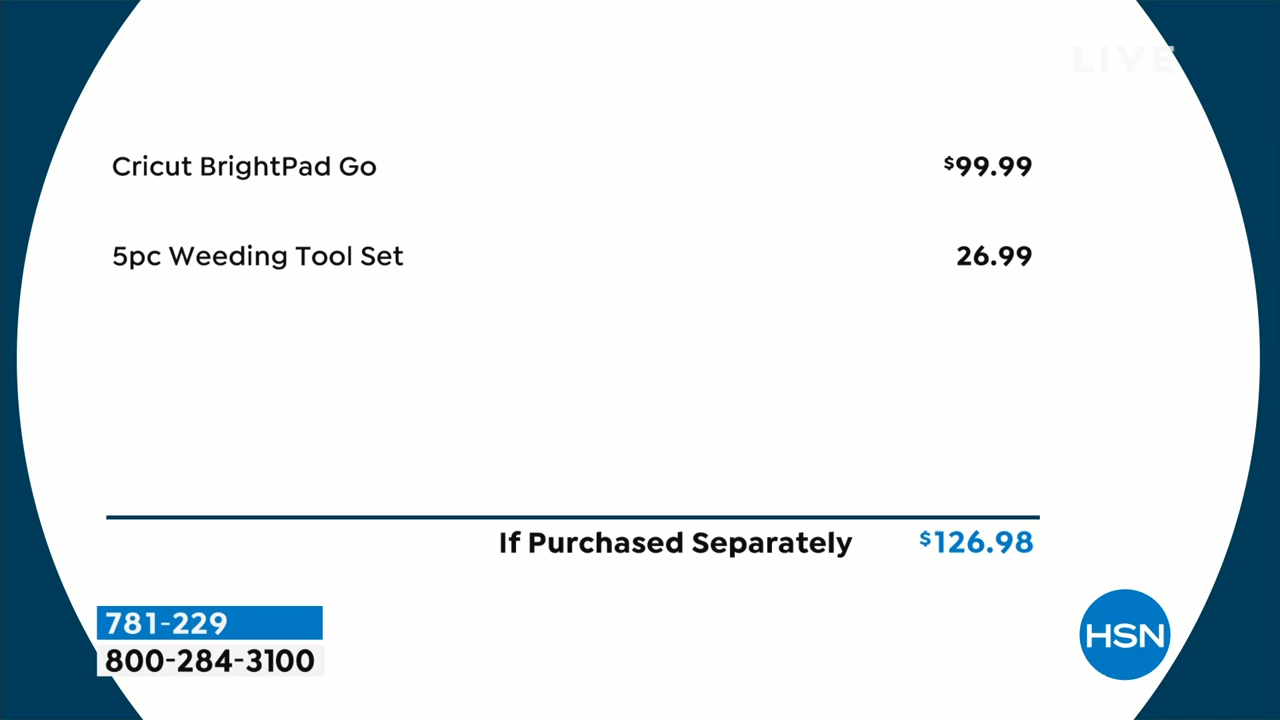 LIVE
Cricut BrightPad Go $99.99
5pc Weeding Tool Set 26.99
If Purchased Separately $126.98
781-229
800-284-3100
HSN